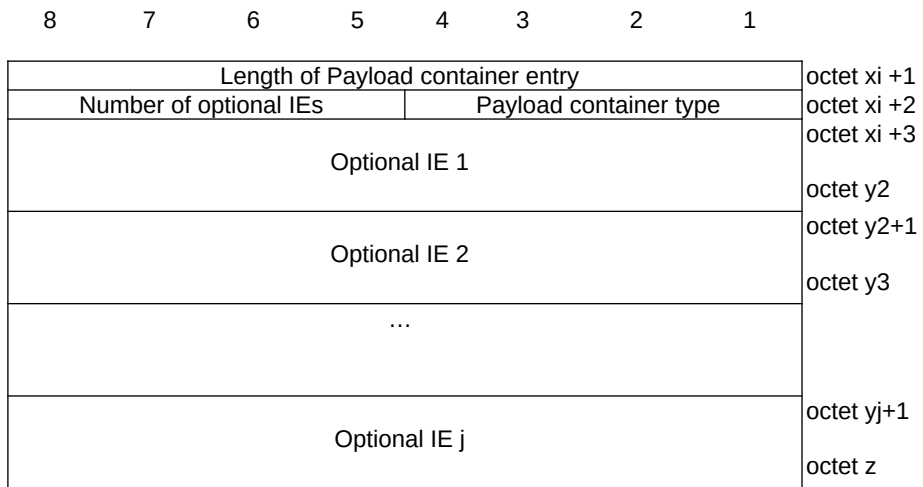 8 7 6 5 4 3 2 1
Length of Payload container entry octet xi +1
Number of optional IEs Payload container type octet xi +2
octet xi +3
Optional IE 1
octet y2
octet y2+1
Optional IE 2
octet y3
…
octet yj+1
Optional IE j
octet z